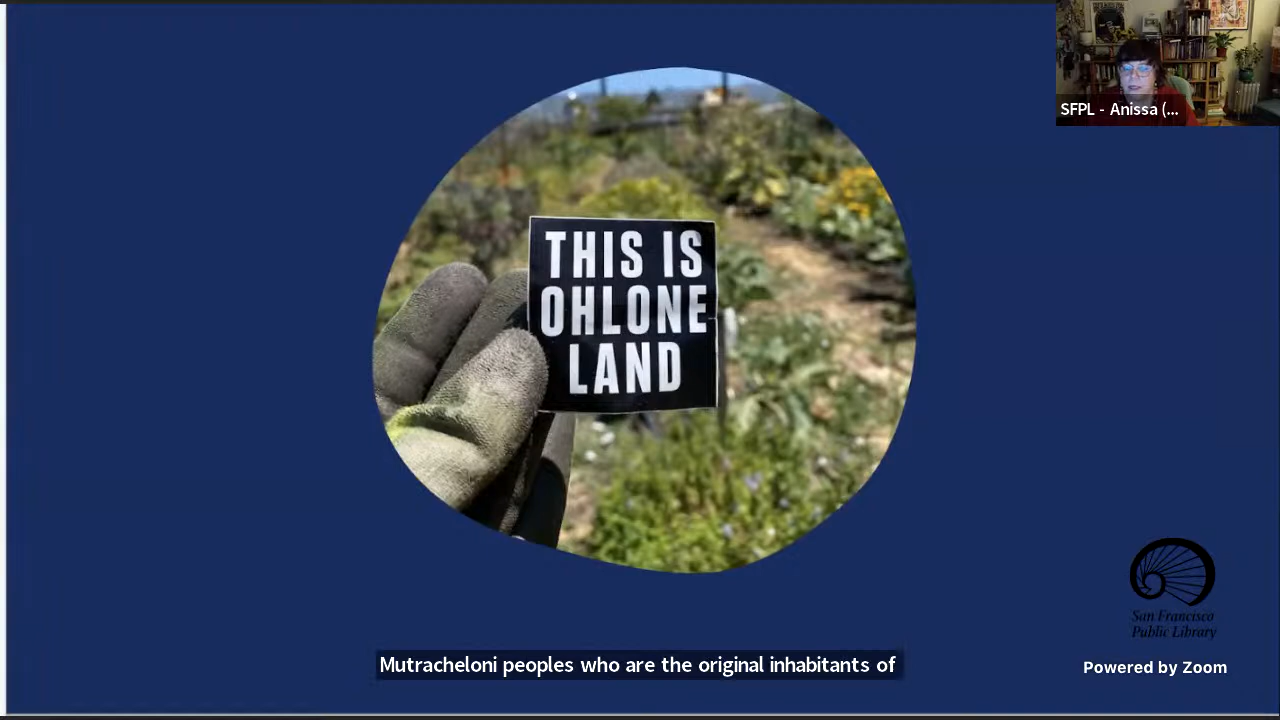 SFPL - Anissa (...
THIS IS
OHLONE
LAND
San Francisco
Public Library
Mutracheloni peoples who are the original inhabitants of
Powered by Zoom